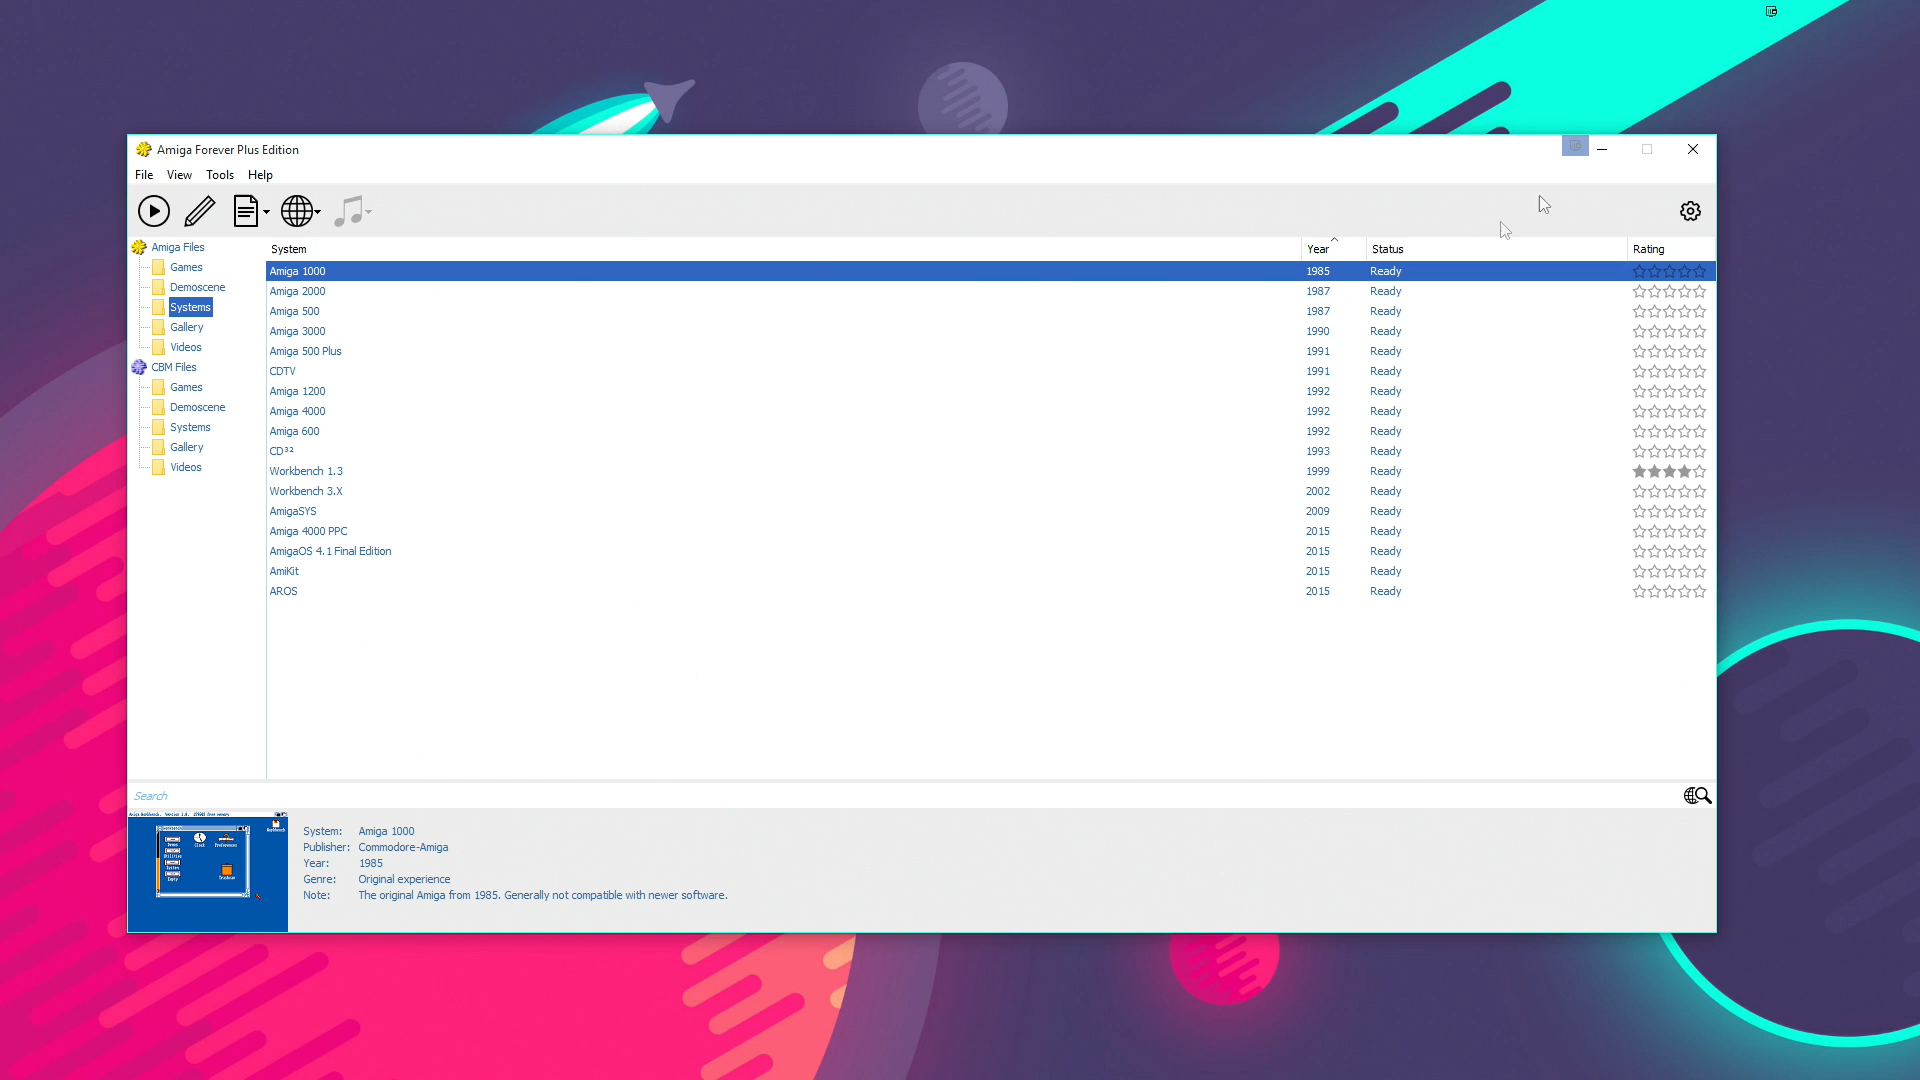 Amiga Forever Plus Edition
File View Tools Help
Amiga Files
Games
Demoscene
Systems
Gallery
Videos
CBM Files
Games
Demoscene
Systems
Gallery
Videos
System Year Status Rating
Amiga 1000 1985 Ready
Amiga 2000 1987 Ready
Amiga 500 1987 Ready
Amiga 3000 1990 Ready
Amiga 500 Plus 1991 Ready
CDTV 1991 Ready
Amiga 1200 1992 Ready
Amiga 4000 1992 Ready
Amiga 600 1992 Ready
CD³² 1993 Ready
Workbench 1.3 1999 Ready
Workbench 3.X 2002 Ready
AmigaSYS 2009 Ready
Amiga 4000 PPC 2015 Ready
AmigaOS 4.1 Final Edition 2015 Ready
AmiKit 2015 Ready
AROS 2015 Ready
Search
System: Amiga 1000
Publisher: Commodore-Amiga
Year: 1985
Genre: Original experience
Note: The original Amiga from 1985. Generally not compatible with newer software.